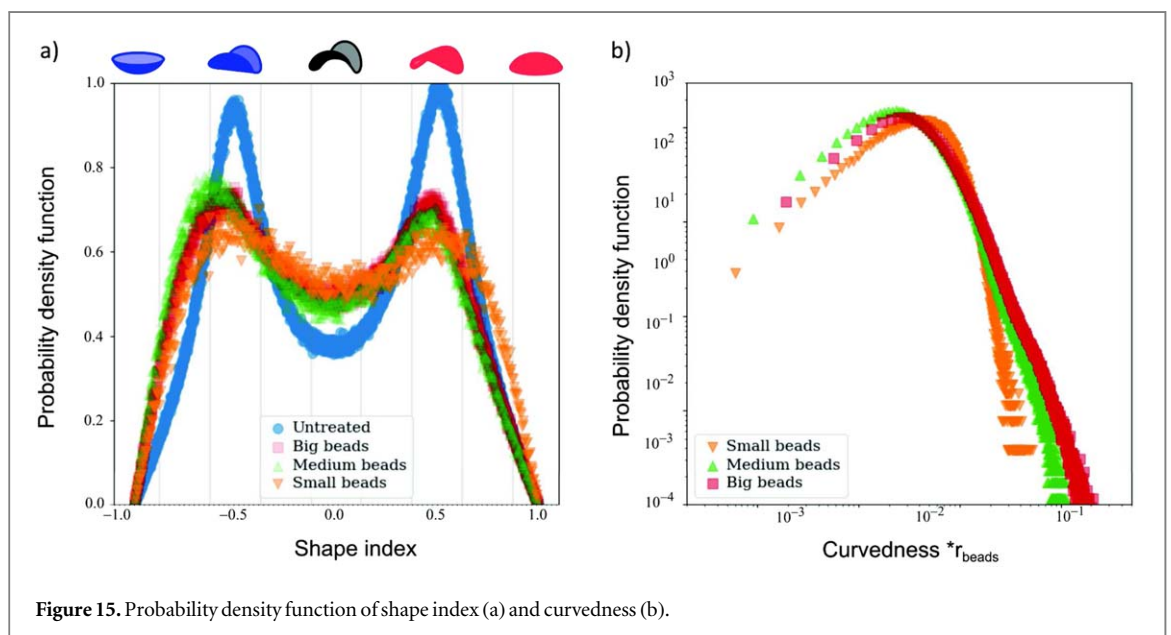 a)
1.0
0.8
0.6
0.4
0.2
0.0
Probability density function
Untreated
Big beads
Medium beads
Small beads
−1.0 −0.5 0.0 0.5 1.0
Shape index
b)
10³
10²
10¹
10⁰
10⁻¹
10⁻²
10⁻³
10⁻⁴
Probability density function
Small beads
Medium beads
Big beads
10⁻³ 10⁻² 10⁻¹
Curvedness *r_beads
Figure 15. Probability density function of shape index (a) and curvedness (b).